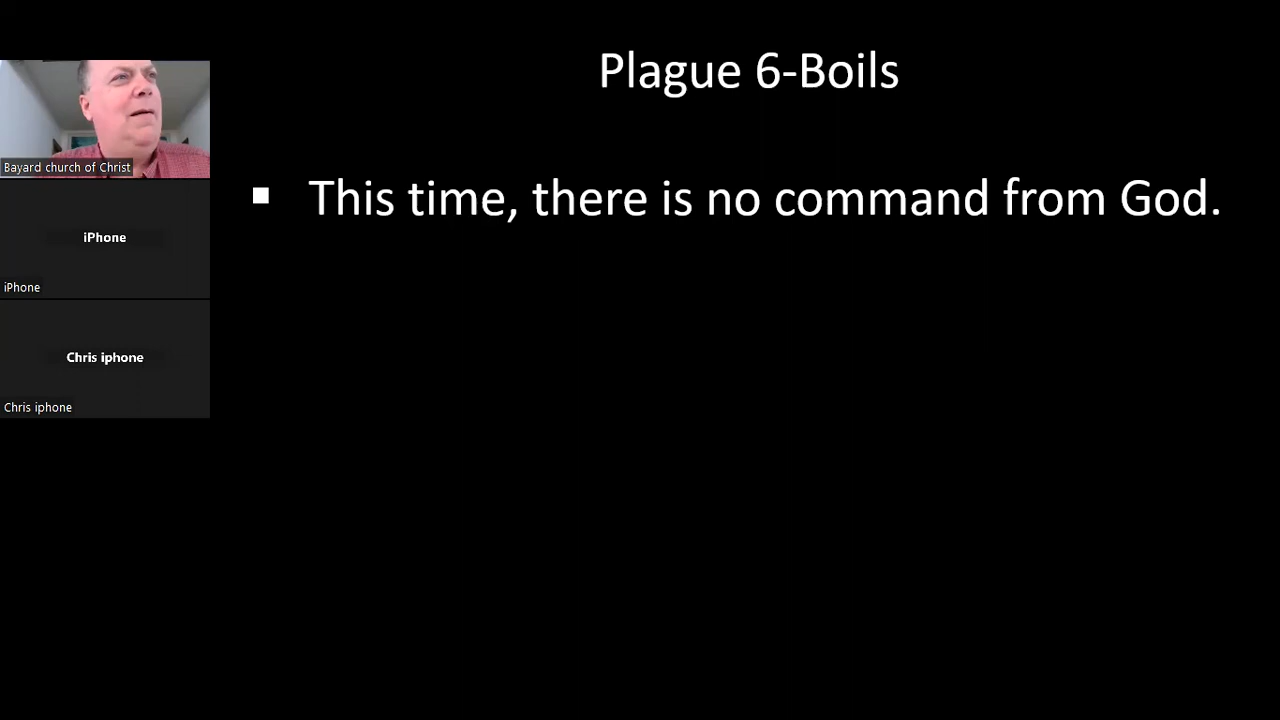 Plague 6-Boils
▪ This time, there is no command from God.
Bayard church of Christ
iPhone
iPhone
Chris iphone
Chris iphone